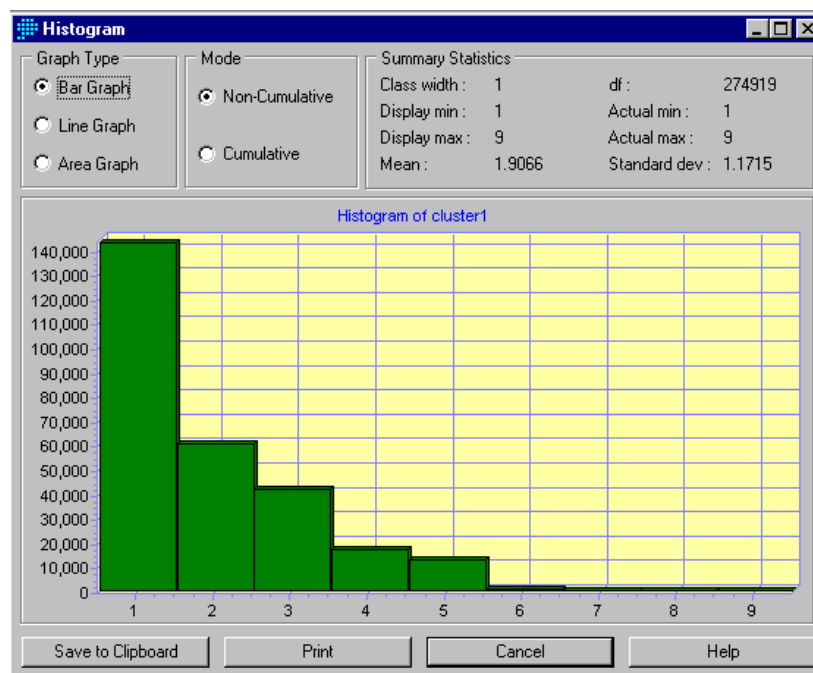 Histogram
Graph Type
Bar Graph
Line Graph
Area Graph
Mode
Non-Cumulative
Cumulative
Summary Statistics
Class width : 1 df : 274919
Display min : 1 Actual min : 1
Display max : 9 Actual max : 9
Mean : 1.9066 Standard dev : 1.1715
Histogram of cluster1
140,000
130,000
120,000
110,000
100,000
90,000
80,000
70,000
60,000
50,000
40,000
30,000
20,000
10,000
0
1 2 3 4 5 6 7 8 9
Save to Clipboard Print Cancel Help